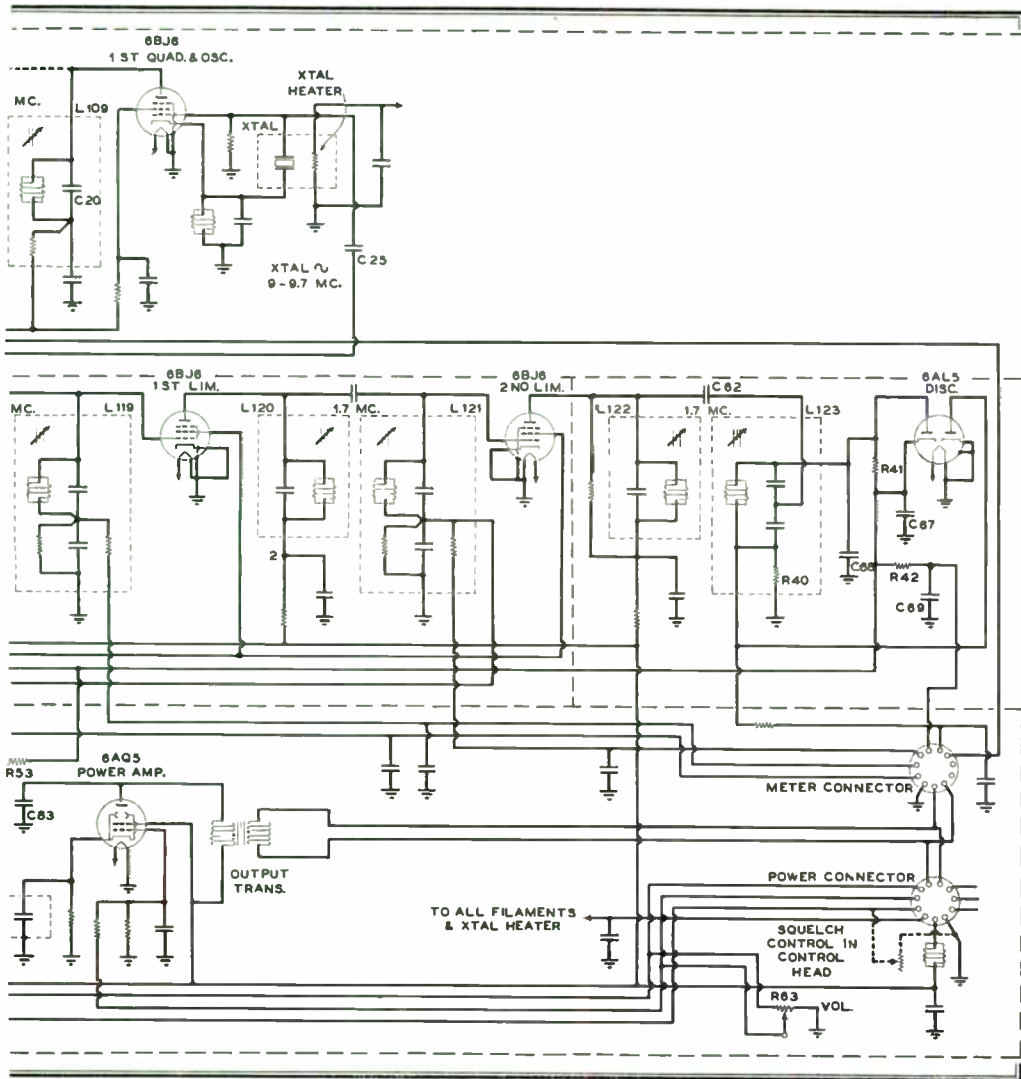 6BJ6
1 ST QUAD. & OSC.
XTAL
HEATER
MC.
L109
XTAL
C20
C25
XTAL ∿
9-9.7 MC.
6BJ6
1ST LIM.
6BJ6
2ND LIM.
6AL5
DISC.
MC.
L119
L120
1.7 MC.
L121
L122
C62
1.7 MC.
L123
R41
C67
2
R40
C68
R42
C69
R53
6AQ5
POWER AMP.
C83
METER CONNECTOR
OUTPUT
TRANS.
POWER CONNECTOR
TO ALL FILAMENTS
& XTAL HEATER
SQUELCH
CONTROL IN
CONTROL
HEAD
R63
VOL.